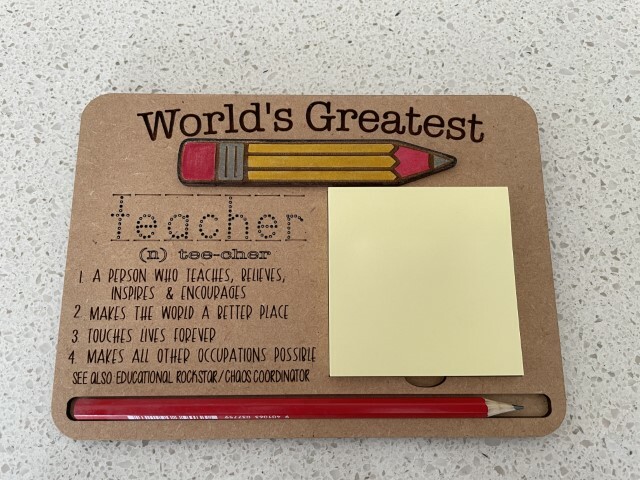 World's Greatest
teacher
(n) tee-cher
1. A PERSON WHO TEACHES, BELIEVES,
INSPIRES & ENCOURAGES
2. MAKES THE WORLD A BETTER PLACE
3. TOUCHES LIVES FOREVER
4. MAKES ALL OTHER OCCUPATIONS POSSIBLE
SEE ALSO EDUCATIONAL ROCKSTAR/CHAOS COORDINATOR